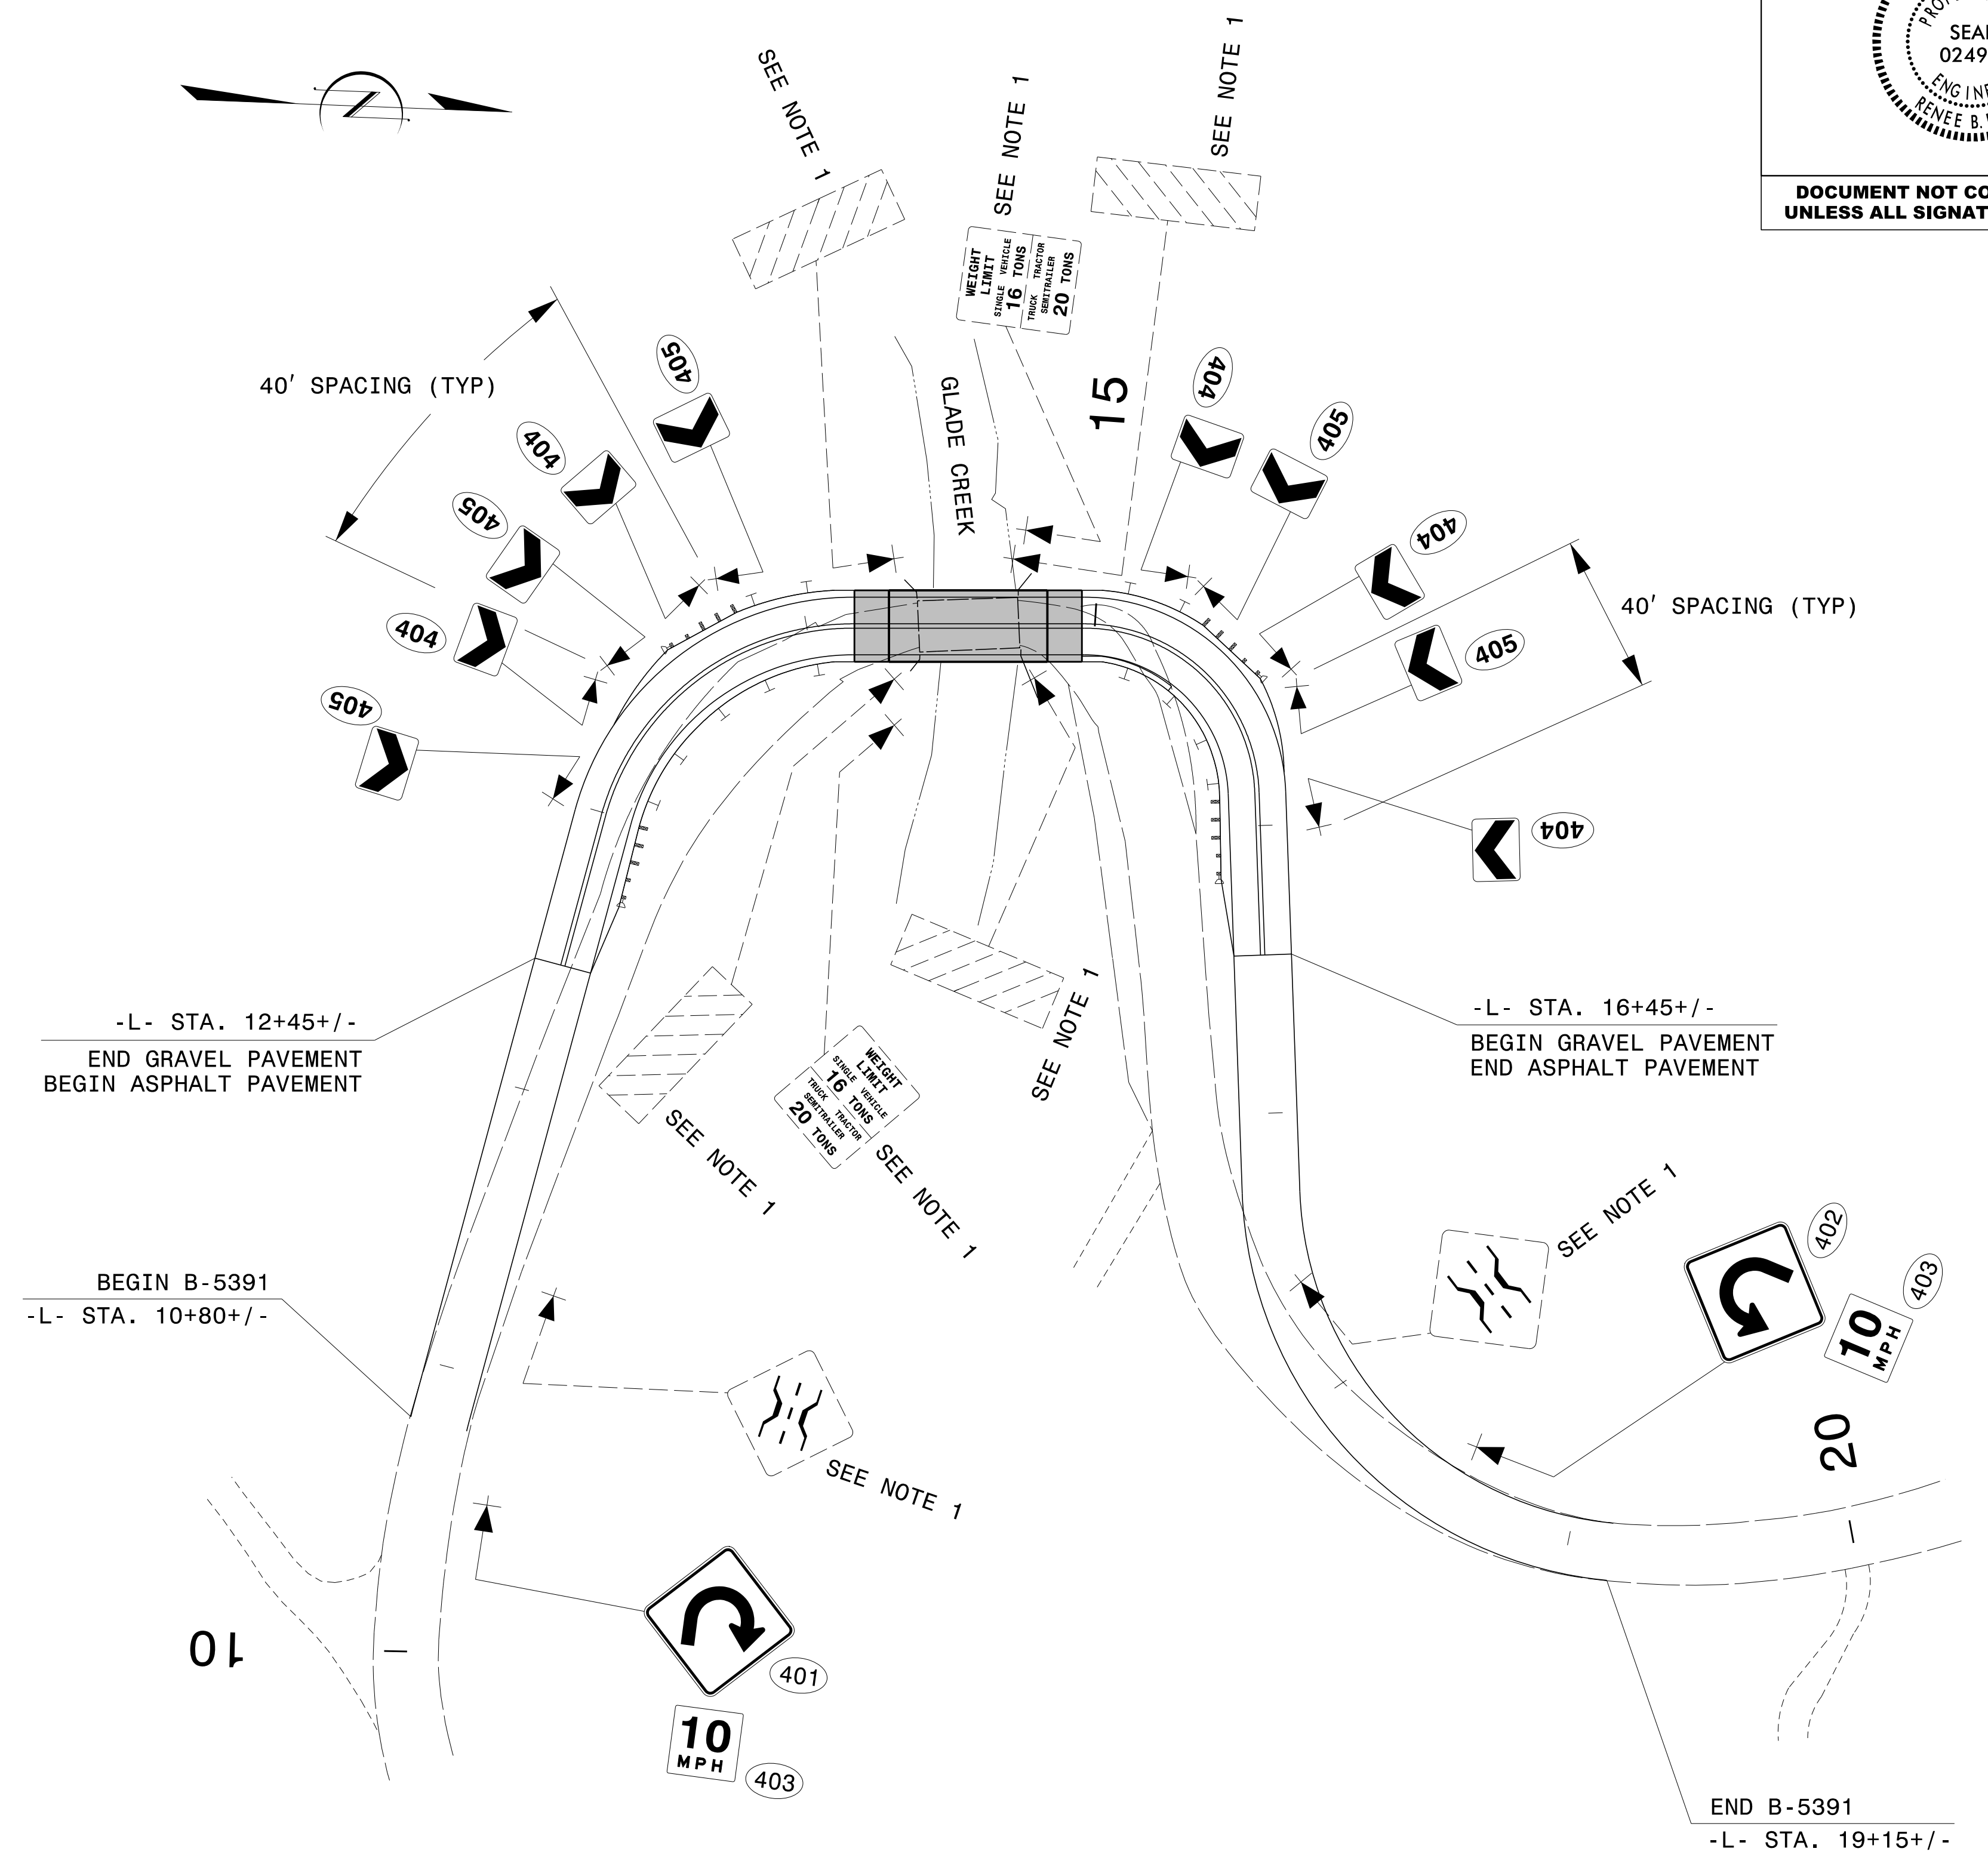 SEE NOTE 1
SEE NOTE 1
SEE NOTE 1
DOCUMENT NOT
UNLESS ALL
WEIGHT
LIMIT
SINGLE VEHICLE
16 TONS
TRUCK TRACTOR
SEMITRAILER
20 TONS
40' SPACING (TYP)
405
404
405
404
405
GLADE CREEK
15
404
405
404
405
404
40' SPACING (TYP)
-L- STA. 12+45+/-
END GRAVEL PAVEMENT
BEGIN ASPHALT PAVEMENT
-L- STA. 16+45+/-
BEGIN GRAVEL PAVEMENT
END ASPHALT PAVEMENT
SEE NOTE 1
WEIGHT
LIMIT
SINGLE VEHICLE
16 TONS
TRUCK TRACTOR
SEMITRAILER
20 TONS
SEE NOTE 1
SEE NOTE 1
BEGIN B-5391
-L- STA. 10+80+/-
SEE NOTE 1
SEE NOTE 1
402
10
MPH
403
20
10
401
10
MPH
403
END B-5391
-L- STA. 19+15+/-
RENEE B.